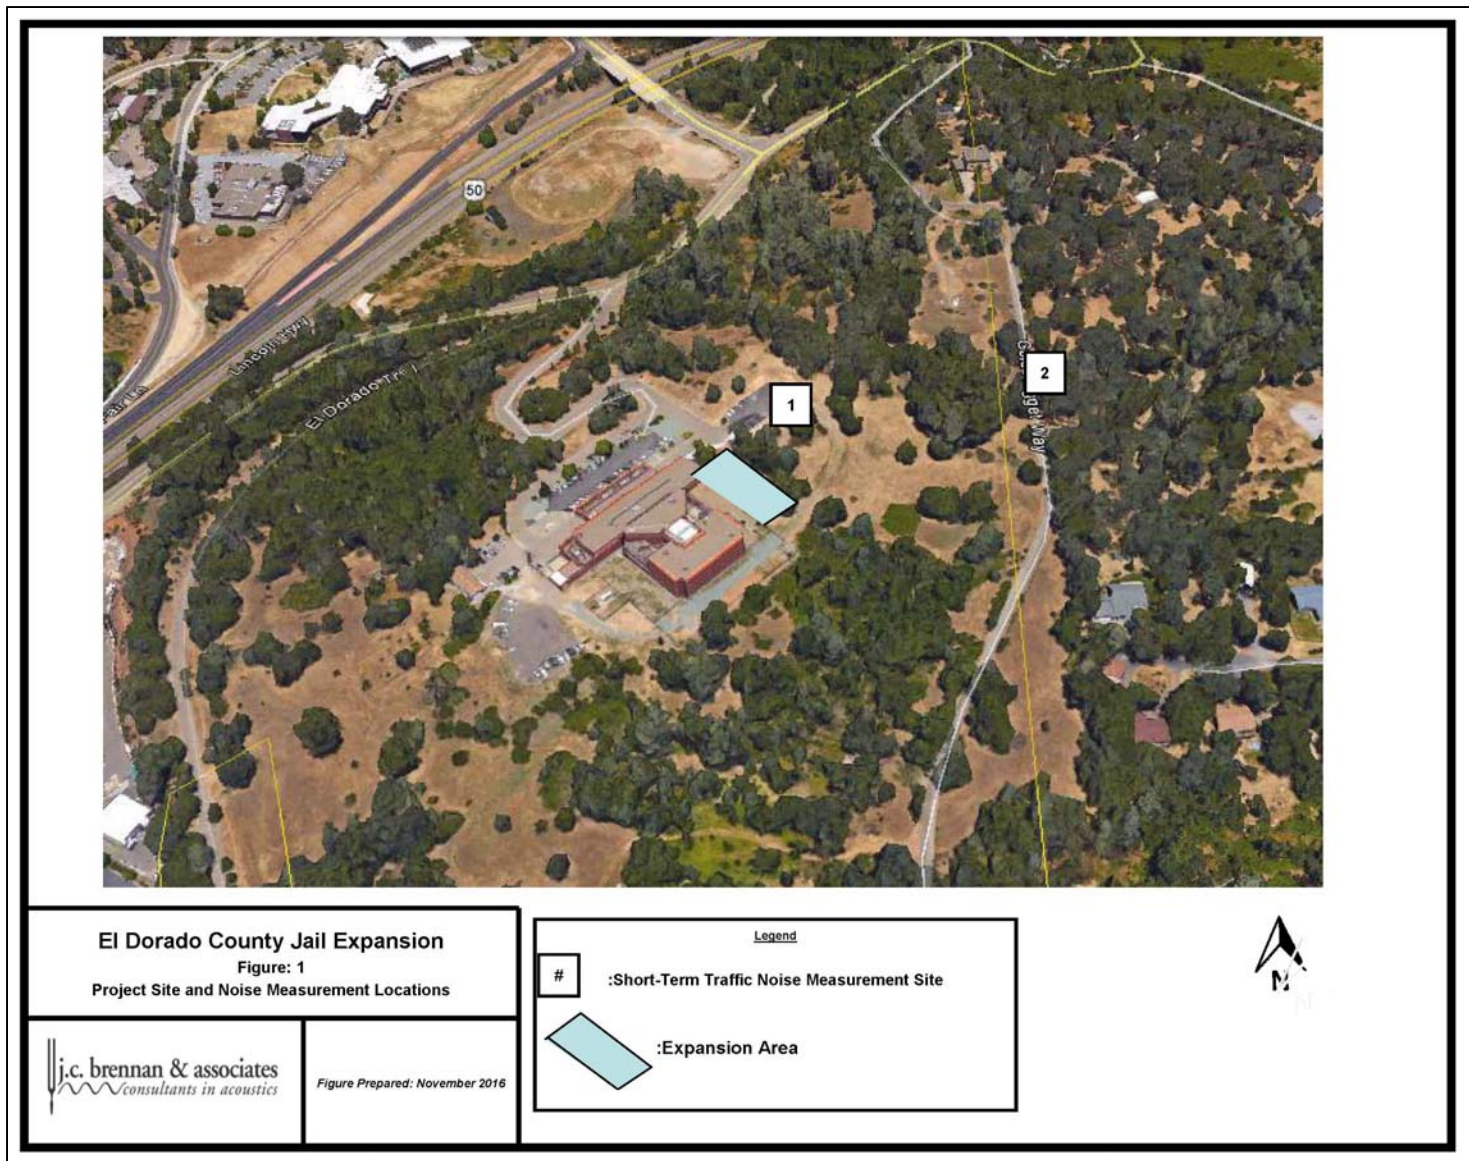 50
Lincoln Hwy
El Dorado Trl
1
2
Way
El Dorado County Jail Expansion
Figure: 1
Project Site and Noise Measurement Locations
j.c. brennan & associates
consultants in acoustics
Figure Prepared: November 2016
Legend
#
:Short-Term Traffic Noise Measurement Site
:Expansion Area
N